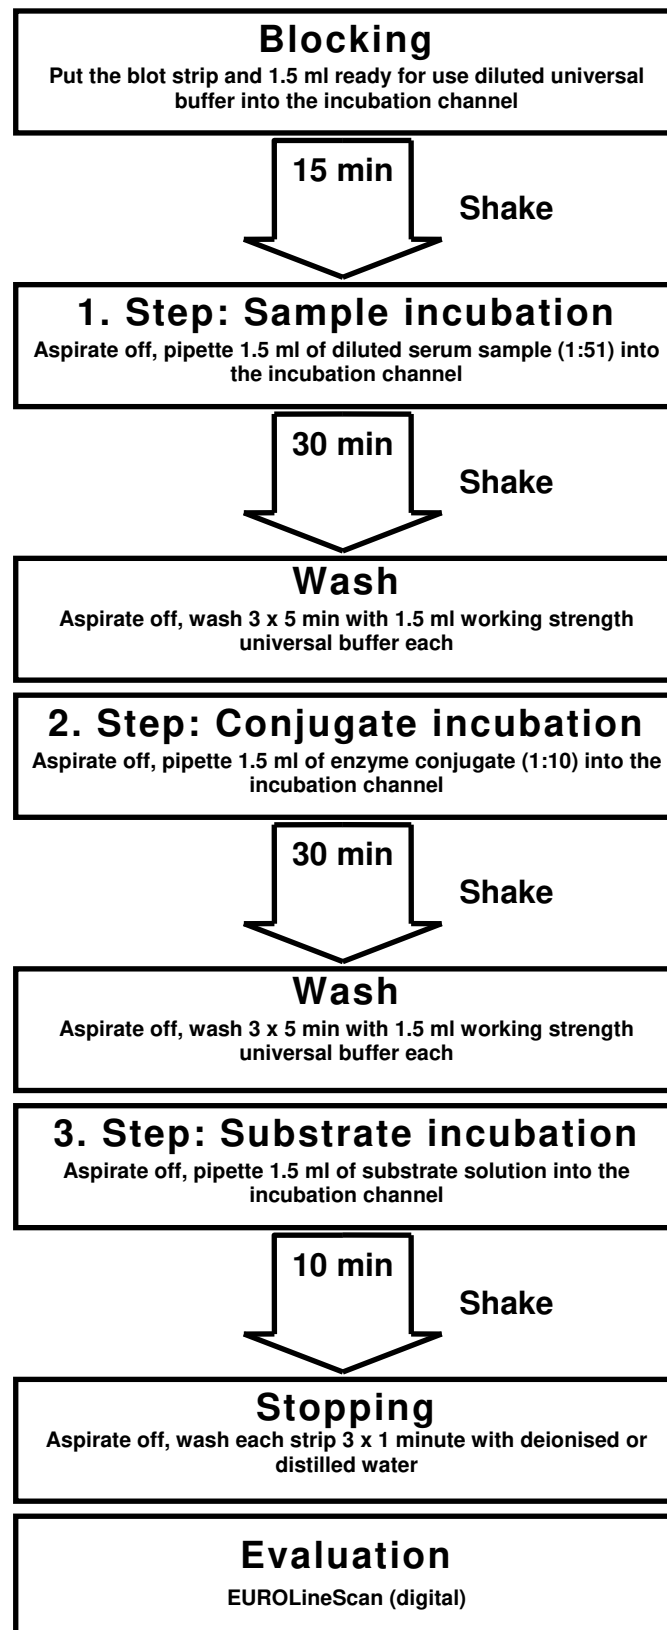 Blocking
Put the blot strip and 1.5 ml ready for use diluted universal
buffer into the incubation channel
15 min
Shake
1. Step: Sample incubation
Aspirate off, pipette 1.5 ml of diluted serum sample (1:51) into
the incubation channel
30 min
Shake
Wash
Aspirate off, wash 3 x 5 min with 1.5 ml working strength
universal buffer each
2. Step: Conjugate incubation
Aspirate off, pipette 1.5 ml of enzyme conjugate (1:10) into the
incubation channel
30 min
Shake
Wash
Aspirate off, wash 3 x 5 min with 1.5 ml working strength
universal buffer each
3. Step: Substrate incubation
Aspirate off, pipette 1.5 ml of substrate solution into the
incubation channel
10 min
Shake
Stopping
Aspirate off, wash each strip 3 x 1 minute with deionised or
distilled water
Evaluation
EUROLineScan (digital)